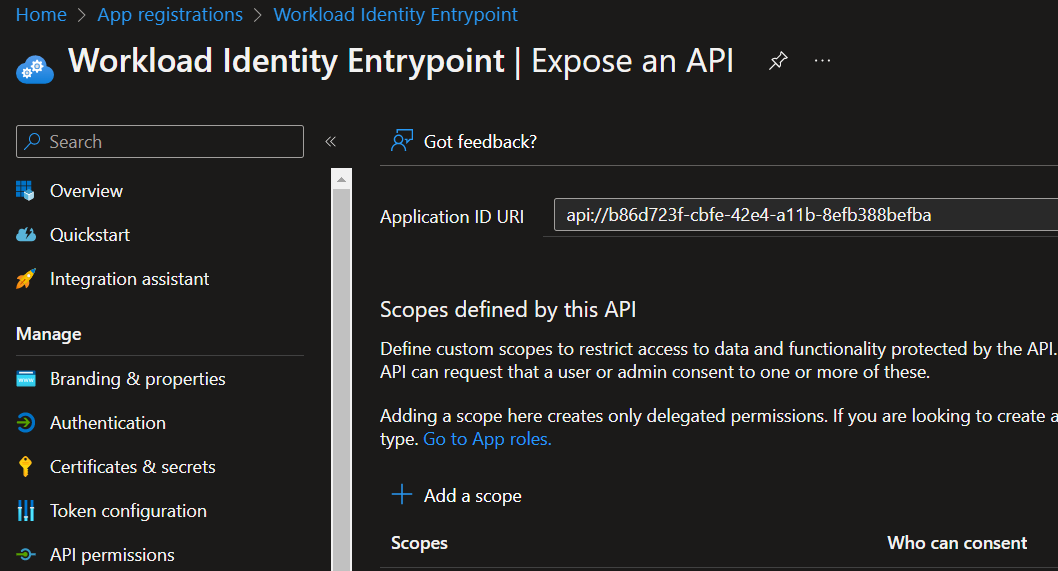 Home > App registrations > Workload Identity Entrypoint
Workload Identity Entrypoint | Expose an API
Search
Overview
Quickstart
Integration assistant
Manage
Branding & properties
Authentication
Certificates & secrets
Token configuration
API permissions
Got feedback?
Application ID URI
api://b86d723f-cbfe-42e4-a11b-8efb388befba
Scopes defined by this API
Define custom scopes to restrict access to data and functionality protected by the API.
API can request that a user or admin consent to one or more of these.
Adding a scope here creates only delegated permissions. If you are looking to create a
type. Go to App roles.
Add a scope
Scopes
Who can consent